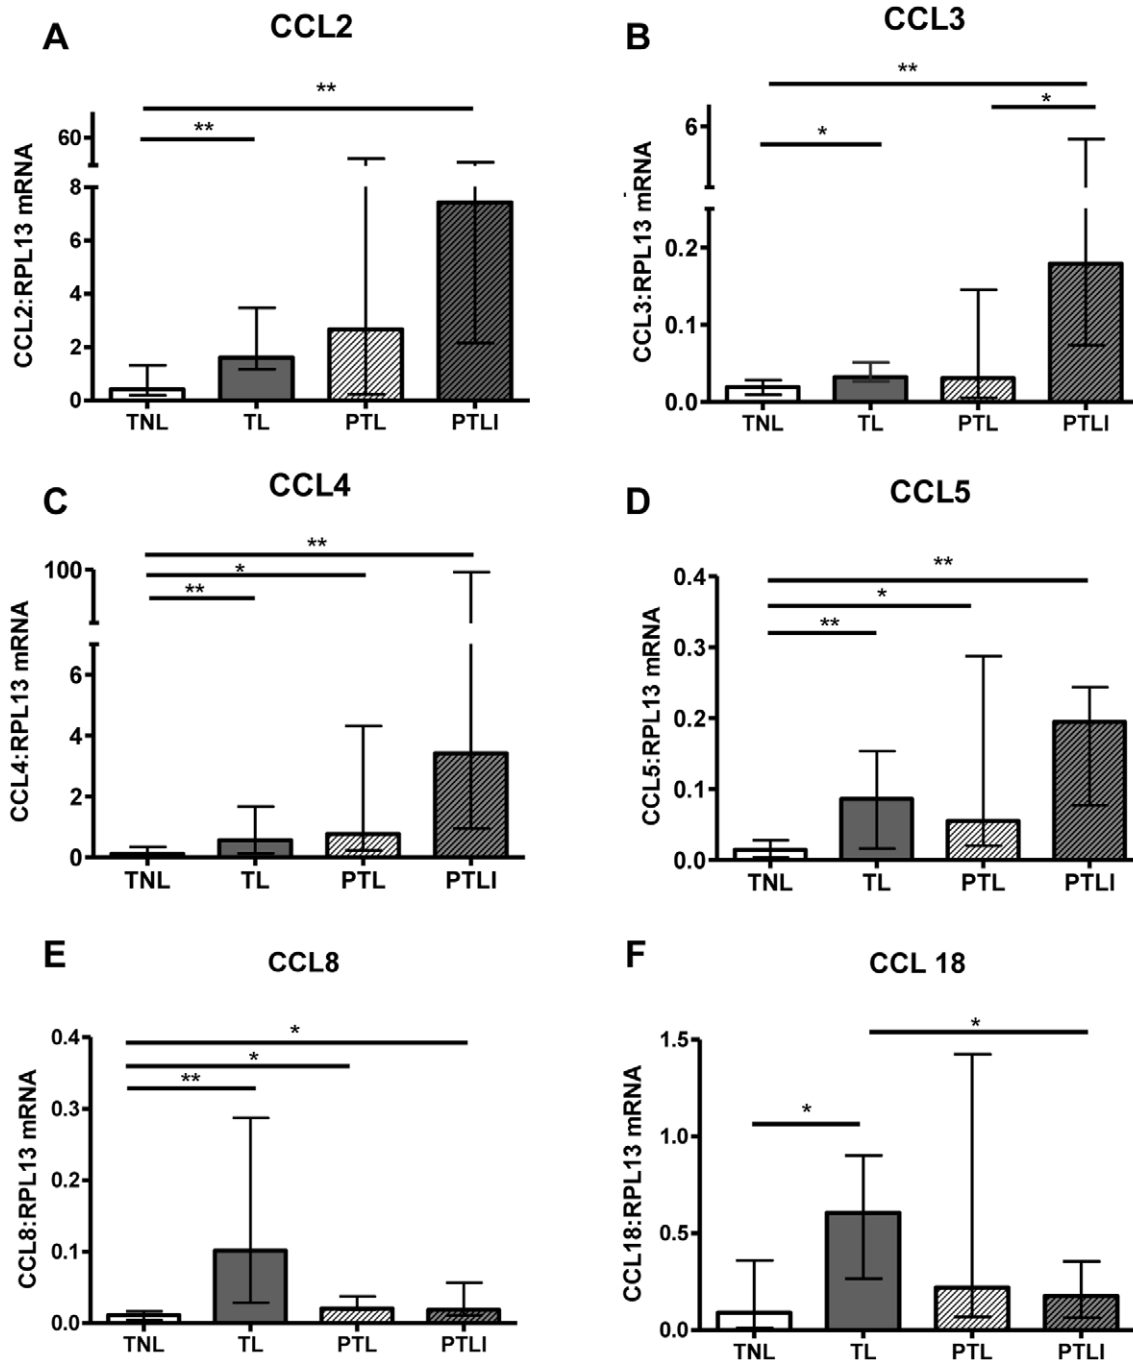 A
CCL2
CCL2:RPL13 mRNA
60
8
6
4
2
0
**
**
TNL TL PTL PTLI
B
CCL3
CCL3:RPL13 mRNA
6
0.2
0.1
0.0
**
*
*
TNL TL PTL PTLI
C
CCL4
CCL4:RPL13 mRNA
100
6
4
2
0
**
*
**
TNL TL PTL PTLI
D
CCL5
CCL5:RPL13 mRNA
0.4
0.3
0.2
0.1
0.0
**
*
**
TNL TL PTL PTLI
E
CCL8
CCL8:RPL13 mRNA
0.4
0.3
0.2
0.1
0.0
*
*
**
TNL TL PTL PTLI
F
CCL 18
CCL18:RPL13 mRNA
1.5
1.0
0.5
0.0
*
*
TNL TL PTL PTLI